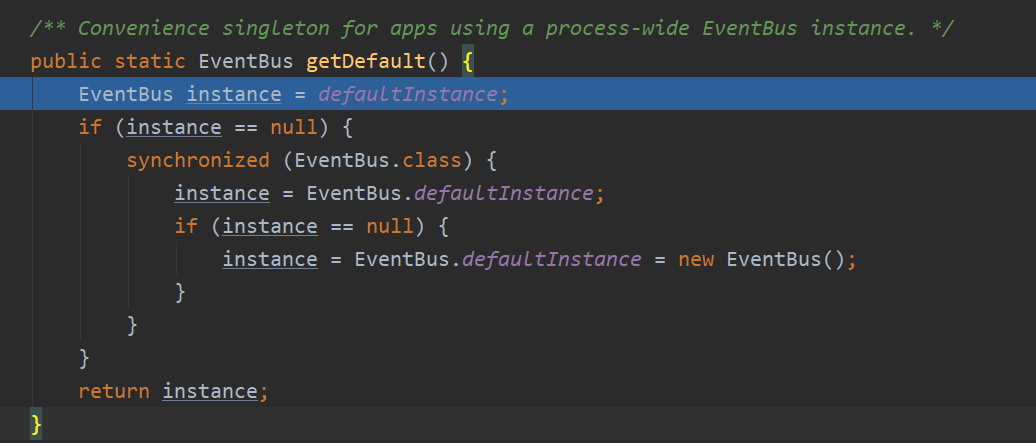 /** Convenience singleton for apps using a process-wide EventBus instance. */
public static EventBus getDefault() {
    EventBus instance = defaultInstance;
    if (instance == null) {
        synchronized (EventBus.class) {
            instance = EventBus.defaultInstance;
            if (instance == null) {
                instance = EventBus.defaultInstance = new EventBus();
            }
        }
    }
    return instance;
}